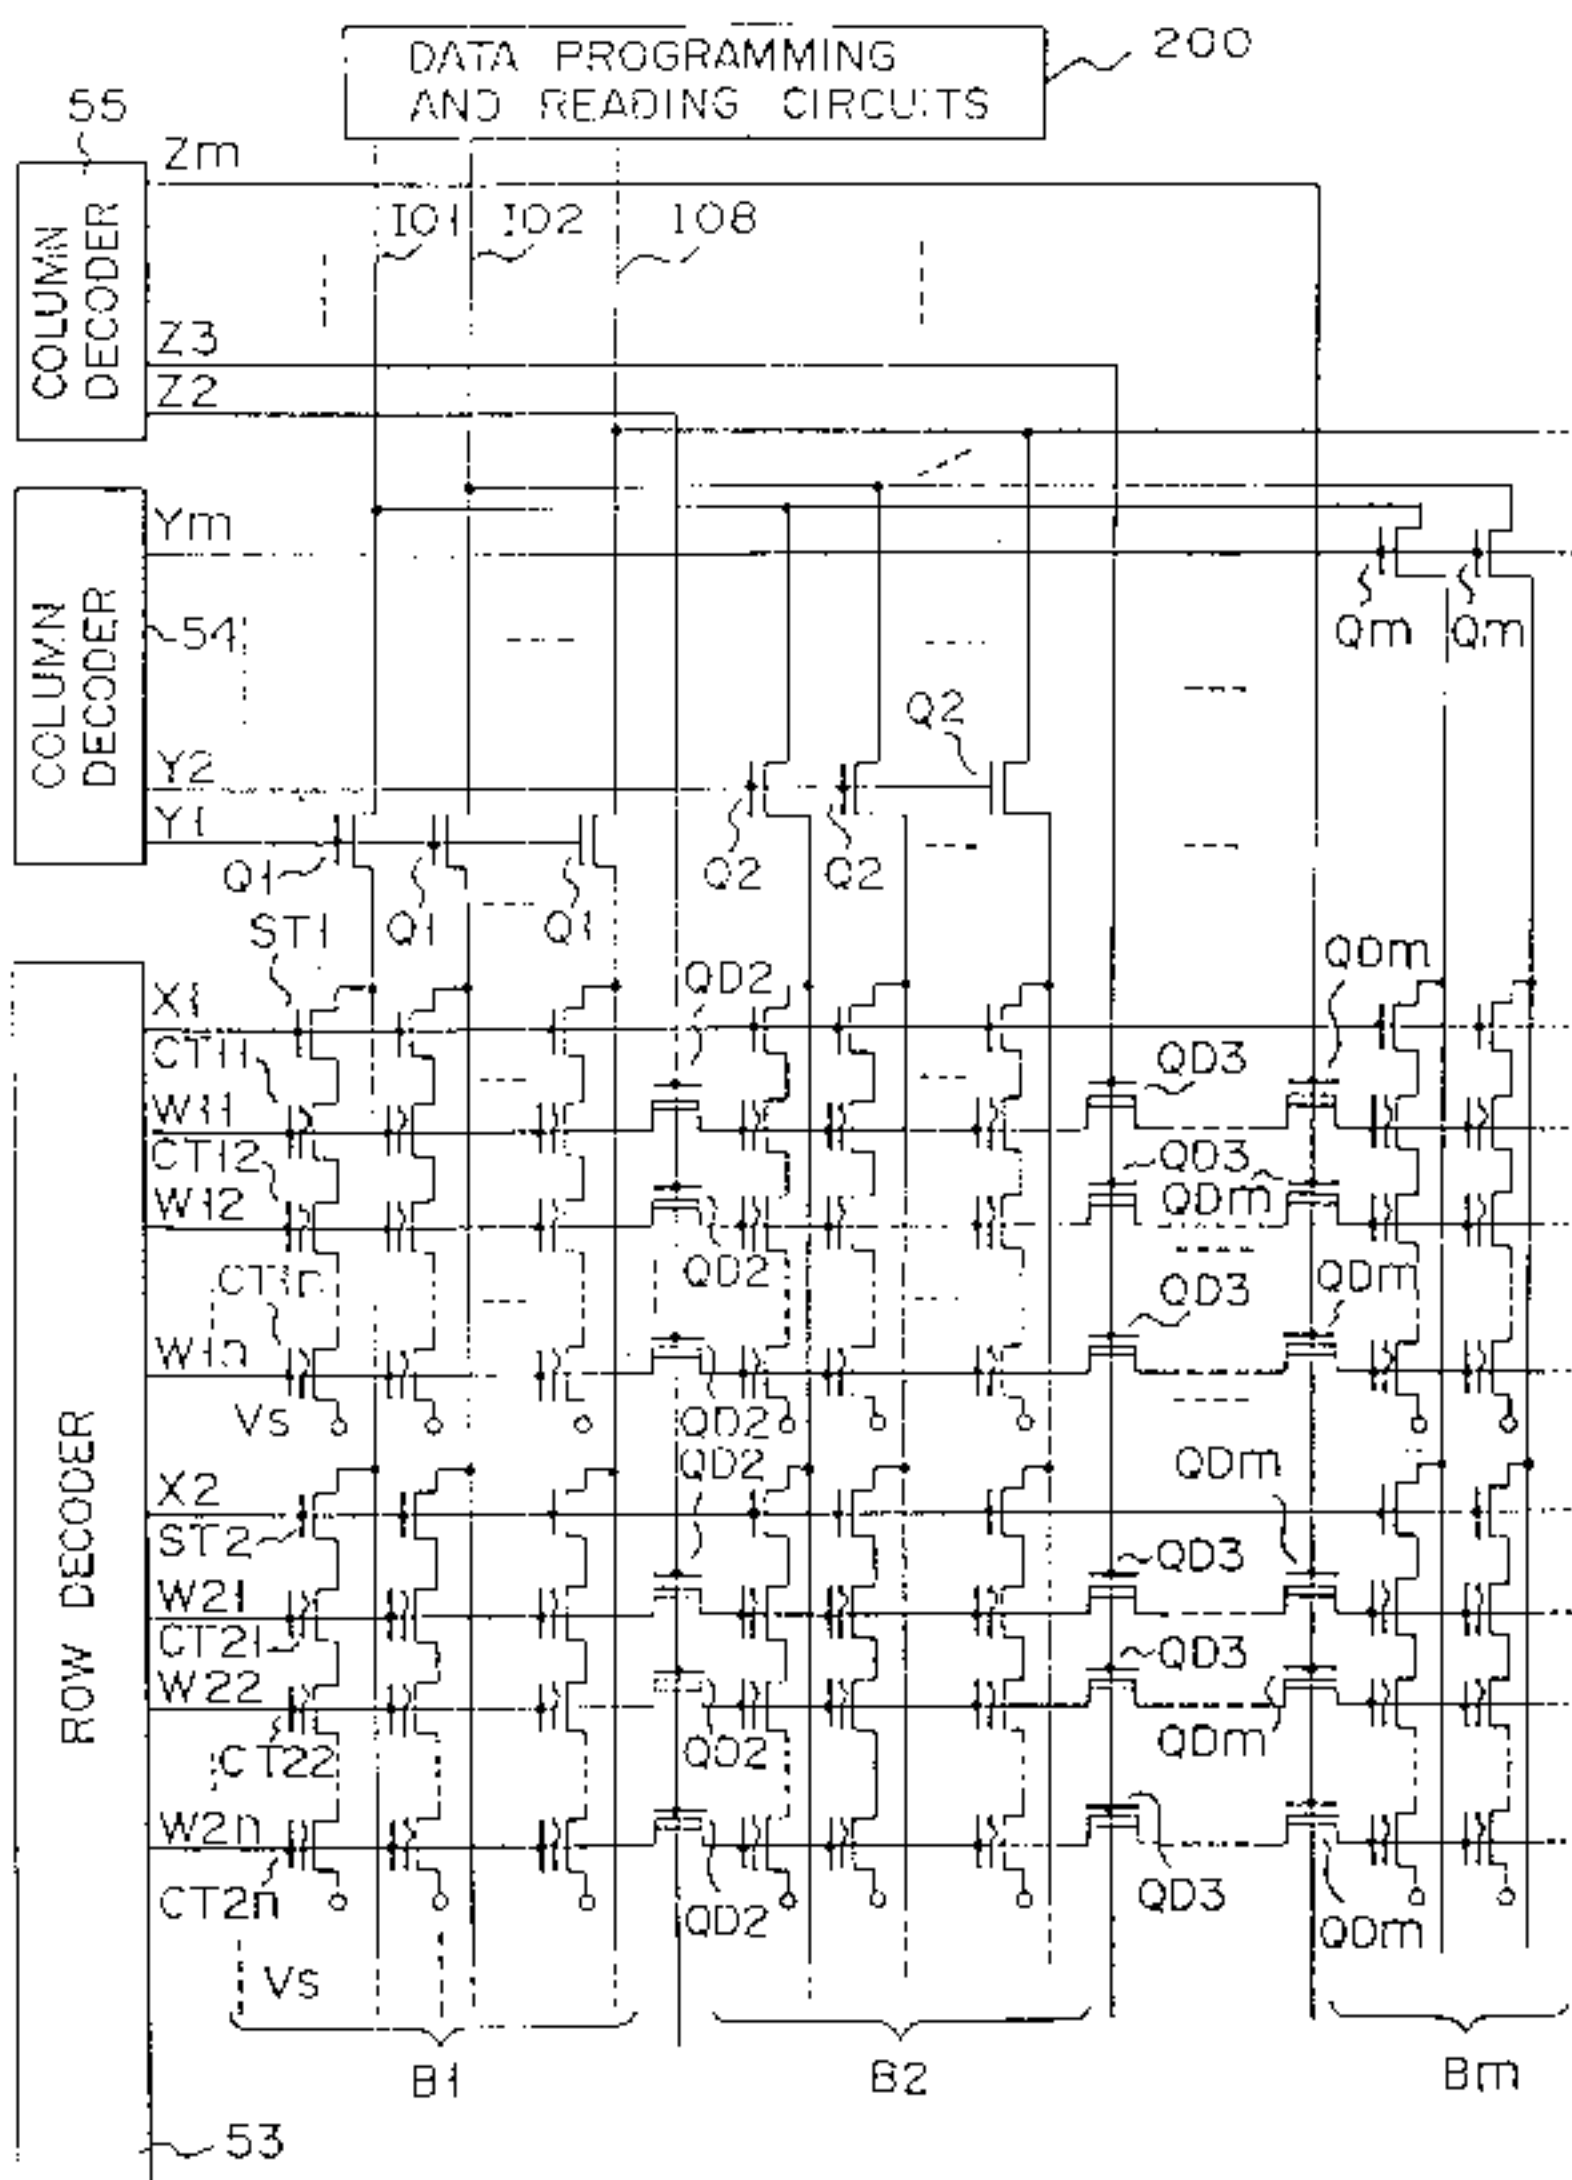 DATA PROGRAMMING
AND READING CIRCUITS
200
55
Zm
COLUMN
DECODER
IO1
IO2
108
Z3
Z2
COLUMN
DECODER
Ym
54
Qm
Qm
Y2
Q2
Y1
Q1
Q1
Q1
Q2
Q2
ST1
QD2
QDm
X1
CT11
QD3
W11
CT12
QD3
W12
QDm
QD2
CT1n
QD3
QDm
W1n
VS
QD2
QD2
QDm
ROW DECODER
X2
ST2
QD3
W21
CT21
QD3
W22
QD2
QDm
CT22
W2n
CT2n
QD2
QD3
QDm
VS
B1
B2
Bm
53